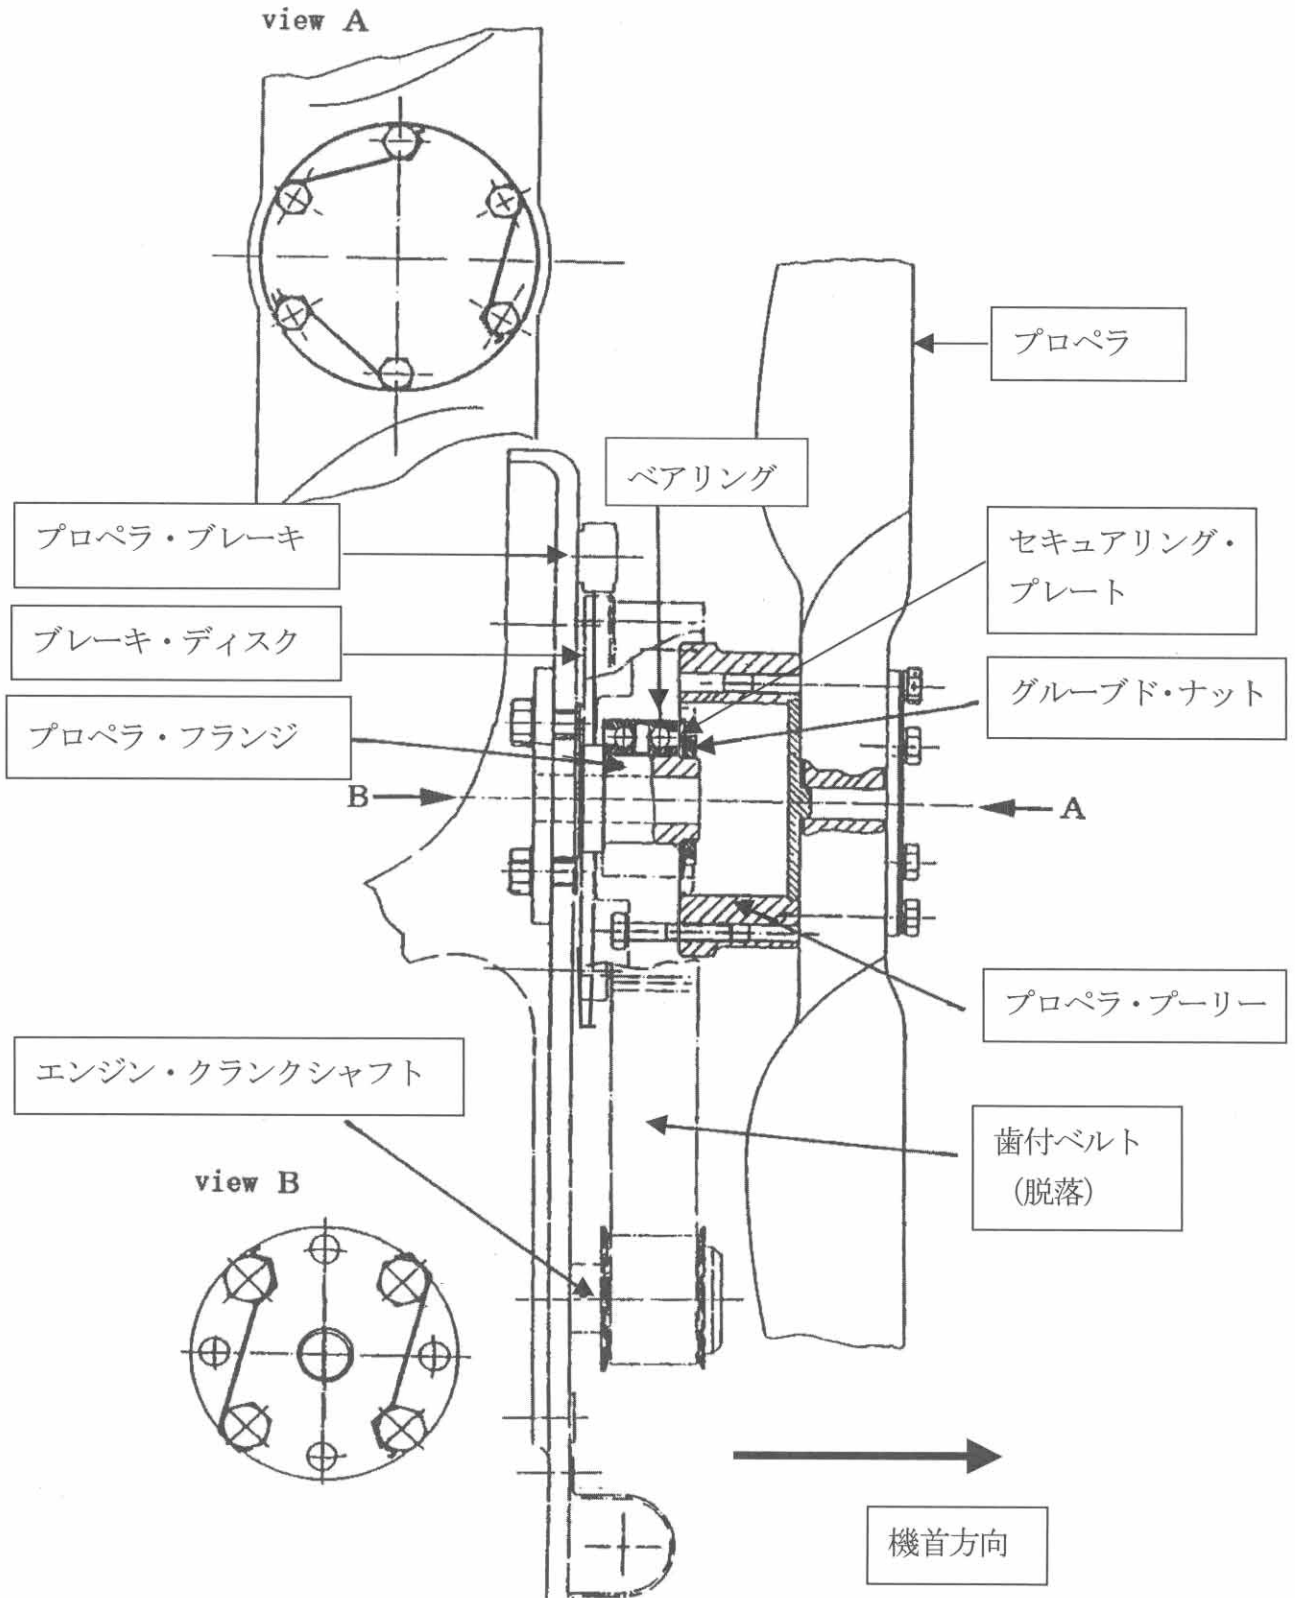 view A
プロペラ
ベアリング
プロペラ・ブレーキ
セキュアリング・
プレート
ブレーキ・ディスク
グルーブド・ナット
プロペラ・フランジ
B
A
プロペラ・プーリー
エンジン・クランクシャフト
歯付ベルト
(脱落)
view B
機首方向